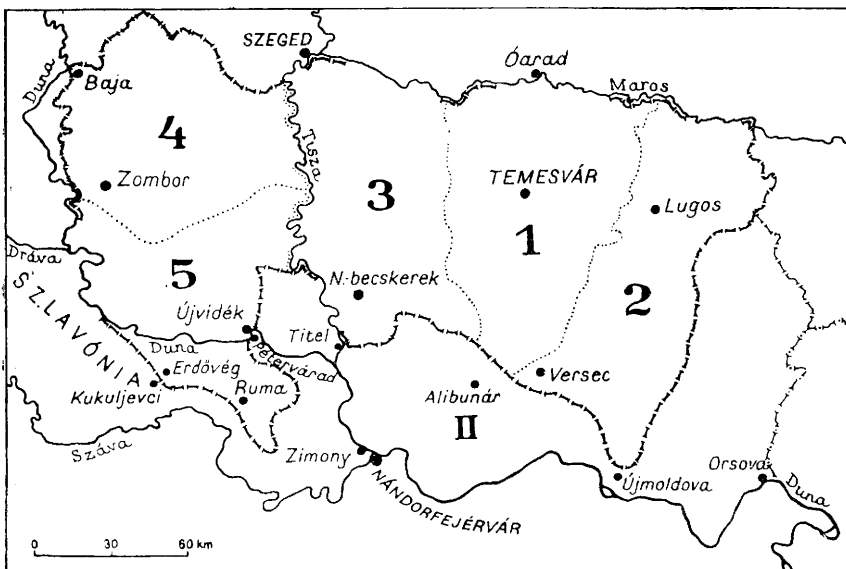 SZEGED
Óarad
Duna
Baja
Maros
4
Tisza
Zombor
3
TEMESVÁR
Lugos
1
Dráva
5
2
N.-becskerek
SZLAVÓNIA
Újvidék
Titel
Duna
Pétervárad
Erdővég
Versec
Kukuljevci
Ruma
Alibunár
II
Száva
Zimony
NÁNDORFEJÉRVÁR
Újmoldova
Orsova
Duna
0 30 60 km